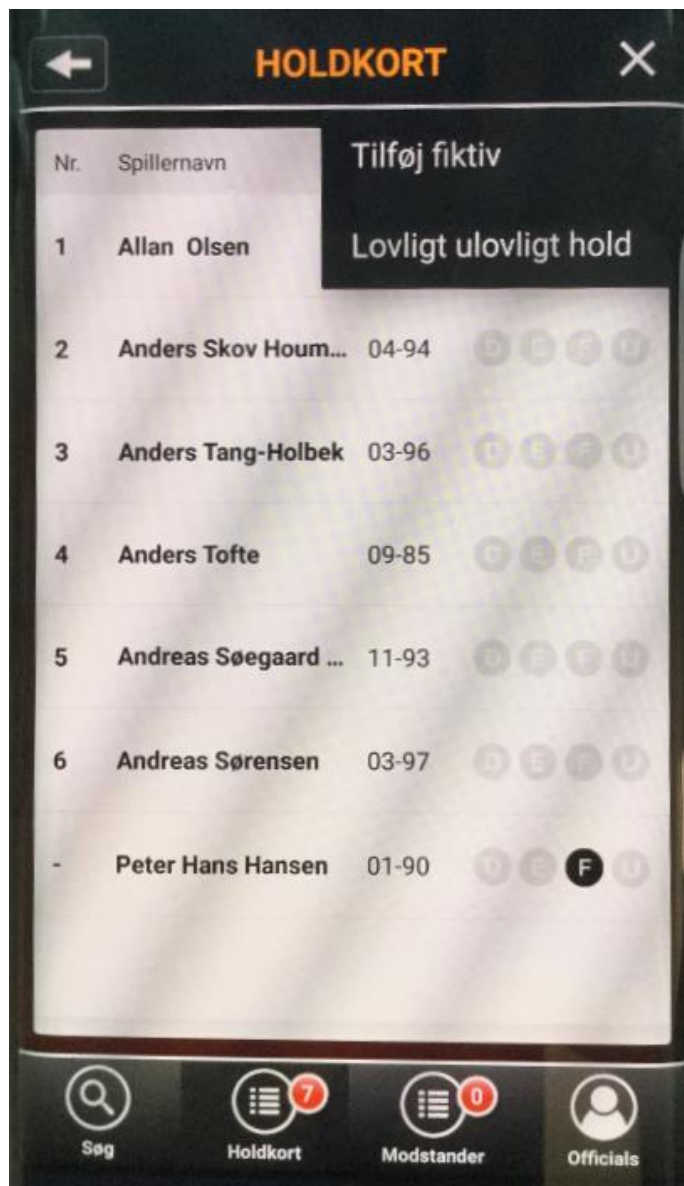 HOLDKORT
Tilføj fiktiv
Nr. Spillernavn
Lovligt ulovligt hold
1 Allan Olsen
2 Anders Skov Houm... 04-94 D E F U
3 Anders Tang-Holbek 03-96 D E F U
4 Anders Tofte 09-85 D E F U
5 Andreas Søegaard ... 11-93 D E F U
6 Andreas Sørensen 03-97 D E F U
- Peter Hans Hansen 01-90 D E F U
7 0
Søg Holdkort Modstander Officials